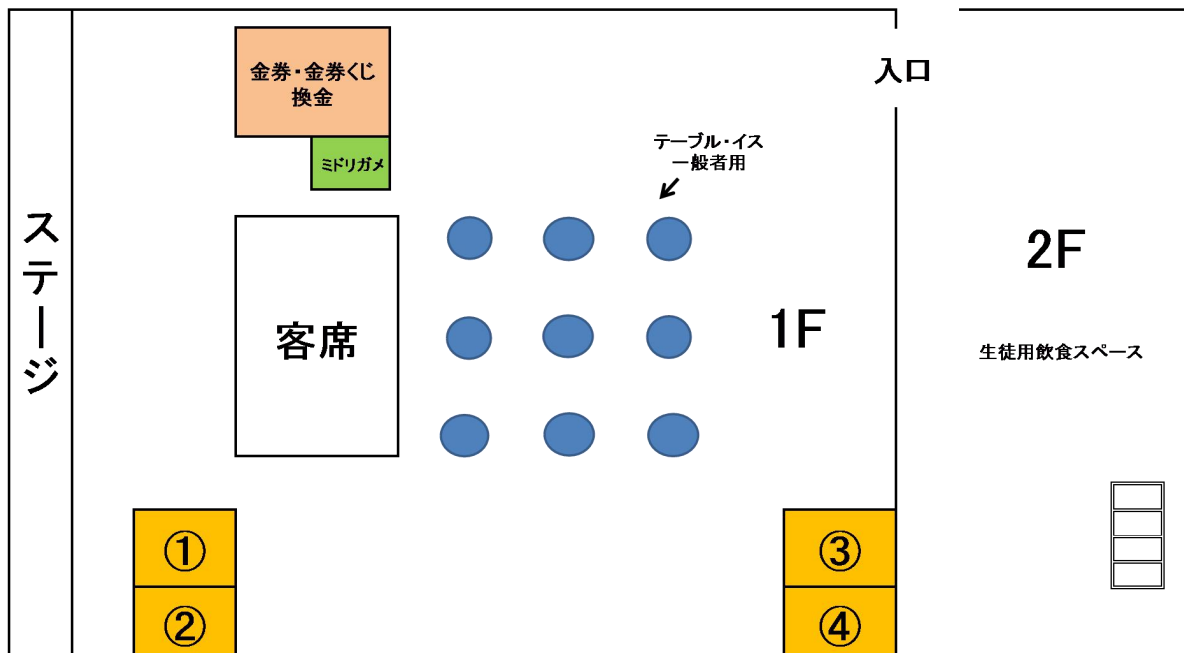 金券・金券くじ
換金
ミドリガメ
入口
テーブル・イス
一般者用
ステージ
客席
1F
2F
生徒用飲食スペース
①
②
③
④